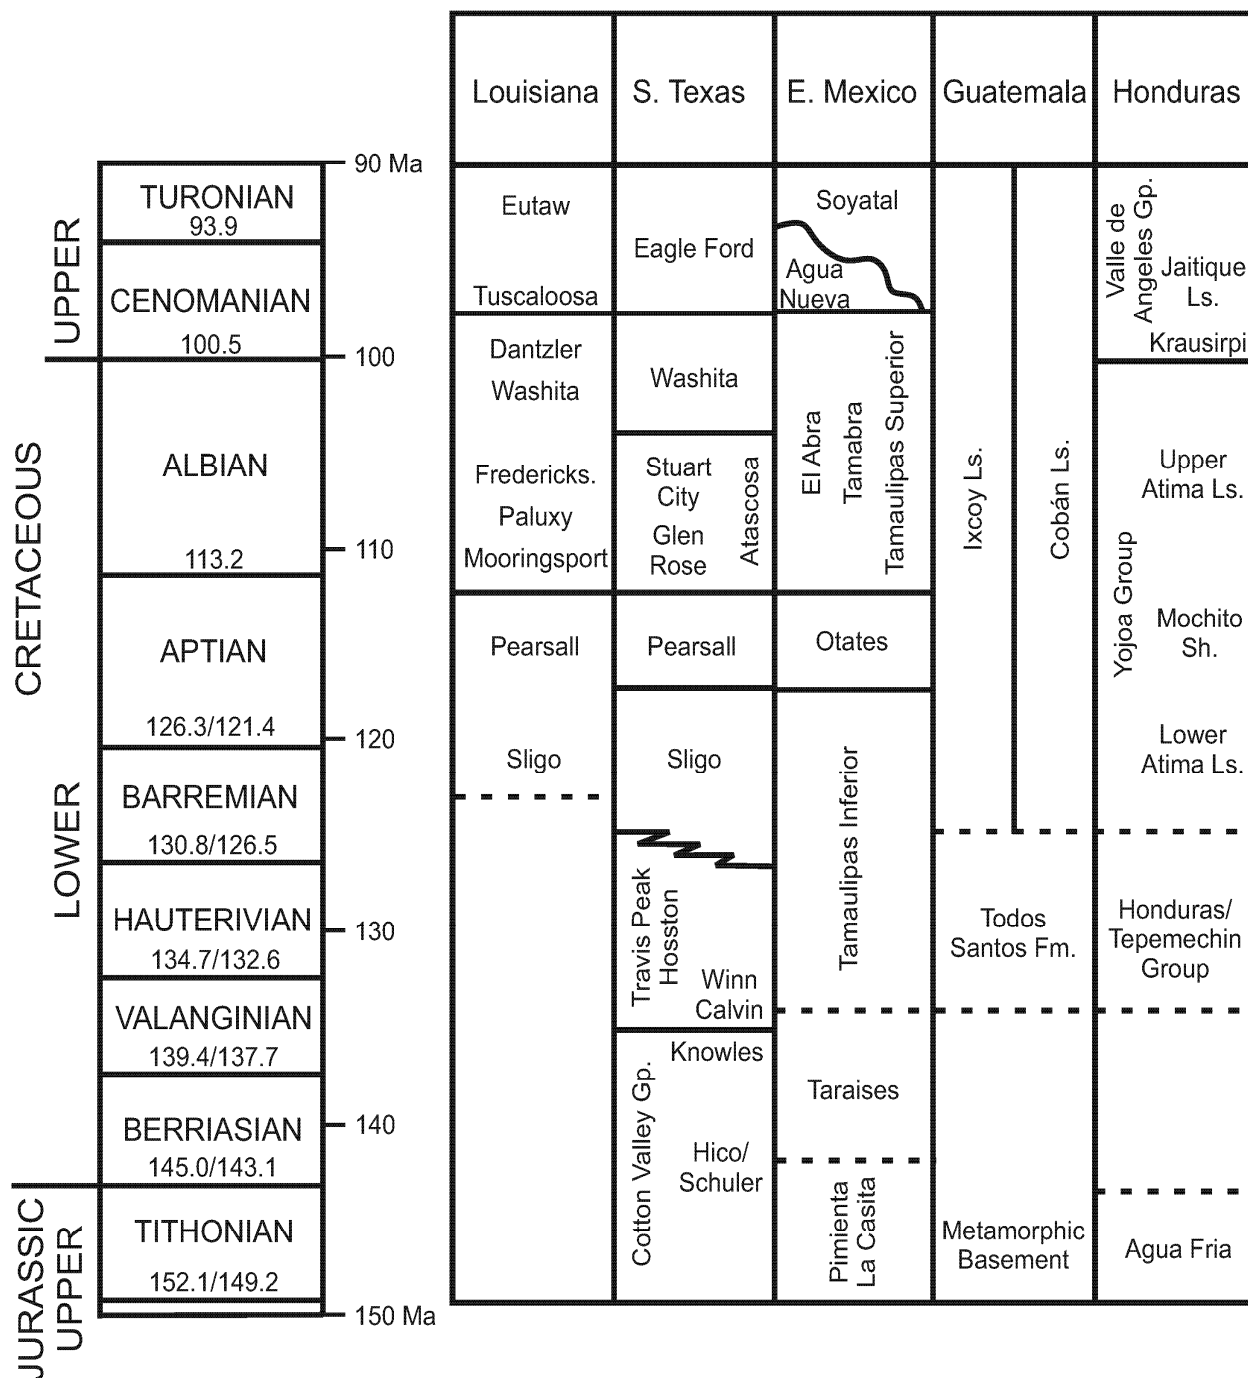 Louisiana
S. Texas
E. Mexico
Guatemala
Honduras
90 Ma
100
110
120
130
140
150 Ma
UPPER
CRETACEOUS
LOWER
JURASSIC
UPPER
TURONIAN
93.9
CENOMANIAN
100.5
ALBIAN
113.2
APTIAN
126.3/121.4
BARREMIAN
130.8/126.5
HAUTERIVIAN
134.7/132.6
VALANGINIAN
139.4/137.7
BERRIASIAN
145.0/143.1
TITHONIAN
152.1/149.2
Eutaw
Tuscaloosa
Dantzler
Washita
Fredericks.
Paluxy
Mooringsport
Pearsall
Sligo
Eagle Ford
Washita
Stuart
City
Glen
Rose
Atascosa
Pearsall
Sligo
Travis Peak
Hosston
Winn
Calvin
Knowles
Cotton Valley Gp.
Hico/
Schuler
Soyatal
Agua
Nueva
El Abra
Tamabra
Tamaulipas Superior
Otates
Tamaulipas Inferior
Taraises
Pimienta
La Casita
Ixcoy Ls.
Cobán Ls.
Todos
Santos Fm.
Metamorphic
Basement
Valle de
Angeles Gp.
Jaitique
Ls.
Krausirpi
Upper
Atima Ls.
Yojoa Group
Mochito
Sh.
Lower
Atima Ls.
Honduras/
Tepemechin
Group
Agua Fria